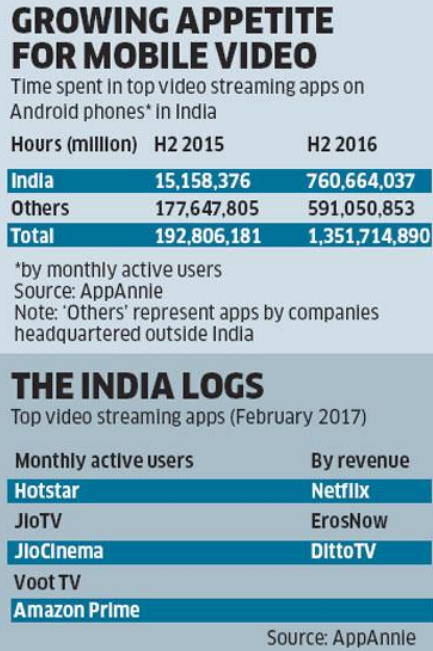 GROWING APPETITE
FOR MOBILE VIDEO
Time spent in top video streaming apps on
Android phones* in India
Hours (million) H2 2015 H2 2016
India 15,158,376 760,664,037
Others 177,647,805 591,050,853
Total 192,806,181 1,351,714,890
*by monthly active users
Source: AppAnnie
Note: ‘Others’ represent apps by companies
headquartered outside India
THE INDIA LOGS
Top video streaming apps (February 2017)
Monthly active users By revenue
Hotstar Netflix
JioTV ErosNow
JioCinema DittoTV
Voot TV
Amazon Prime
Source: AppAnnie